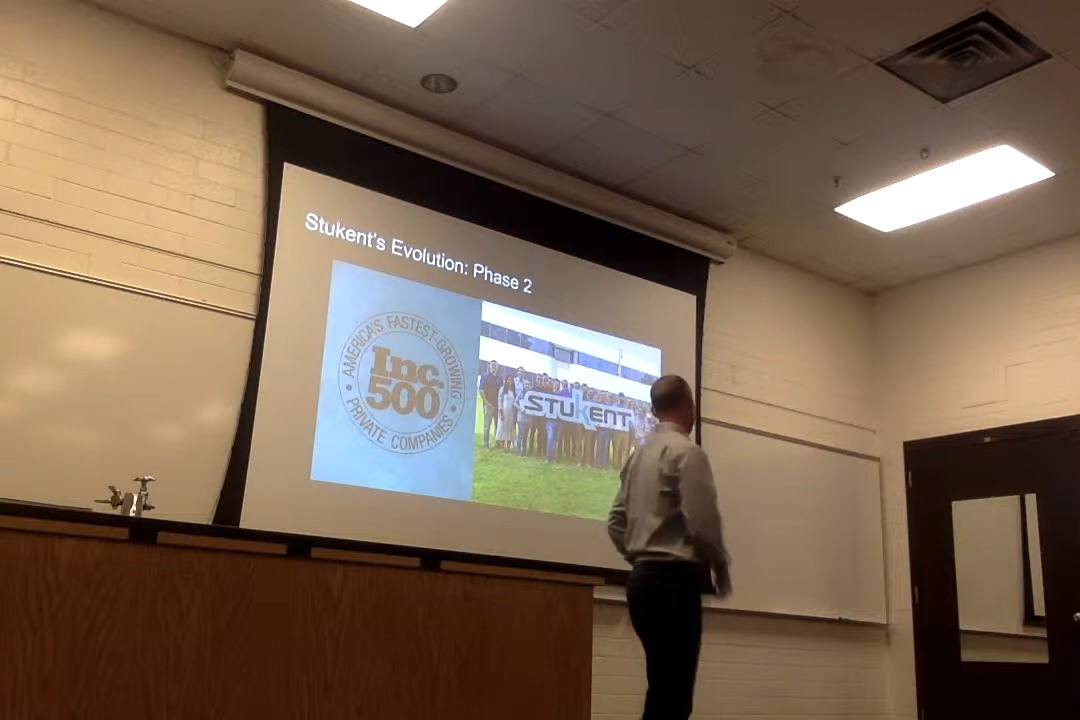 Stukent's Evolution: Phase 2
AMERICA'S FASTEST-GROWING
Inc.
500
PRIVATE COMPANIES
STUKENT